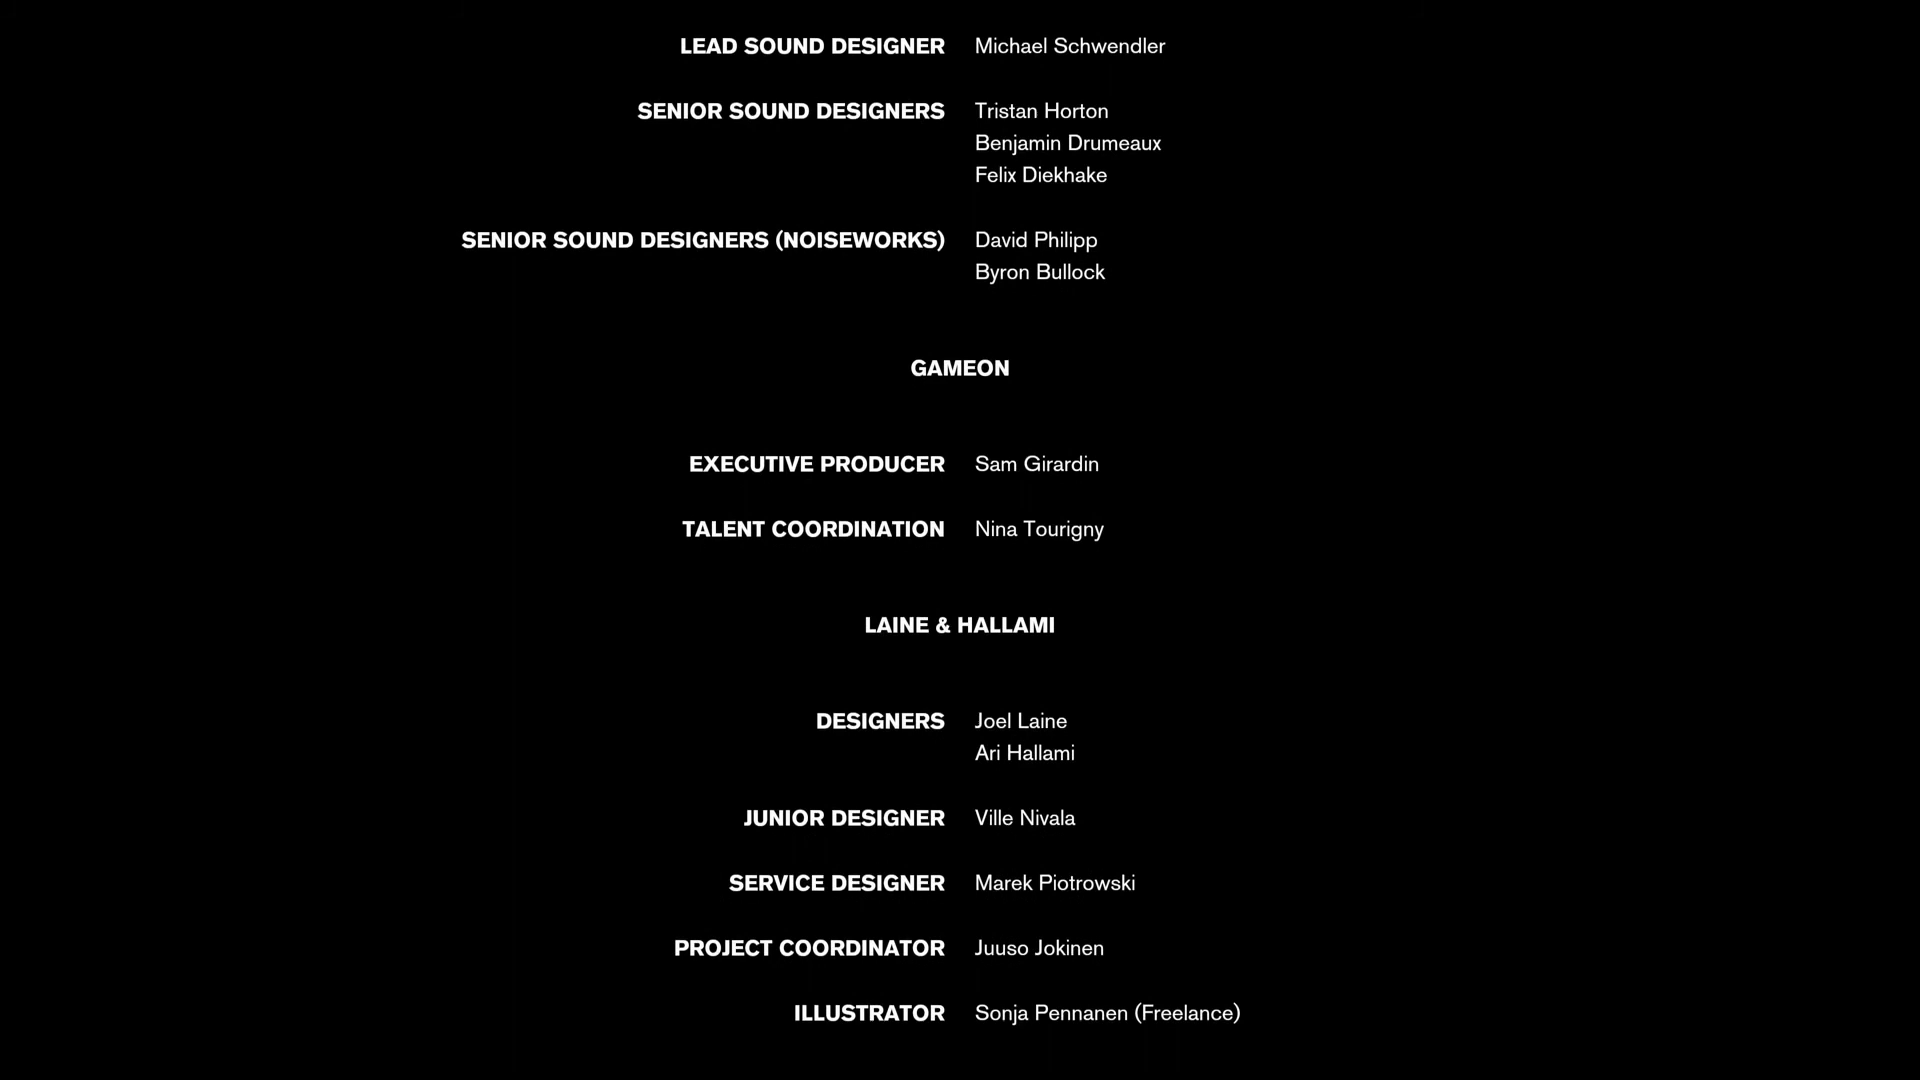 LEAD SOUND DESIGNER Michael Schwendler
SENIOR SOUND DESIGNERS Tristan Horton
Benjamin Drumeaux
Felix Diekhake
SENIOR SOUND DESIGNERS (NOISEWORKS) David Philipp
Byron Bullock
GAMEON
EXECUTIVE PRODUCER Sam Girardin
TALENT COORDINATION Nina Tourigny
LAINE & HALLAMI
DESIGNERS Joel Laine
Ari Hallami
JUNIOR DESIGNER Ville Nivala
SERVICE DESIGNER Marek Piotrowski
PROJECT COORDINATOR Juuso Jokinen
ILLUSTRATOR Sonja Pennanen (Freelance)